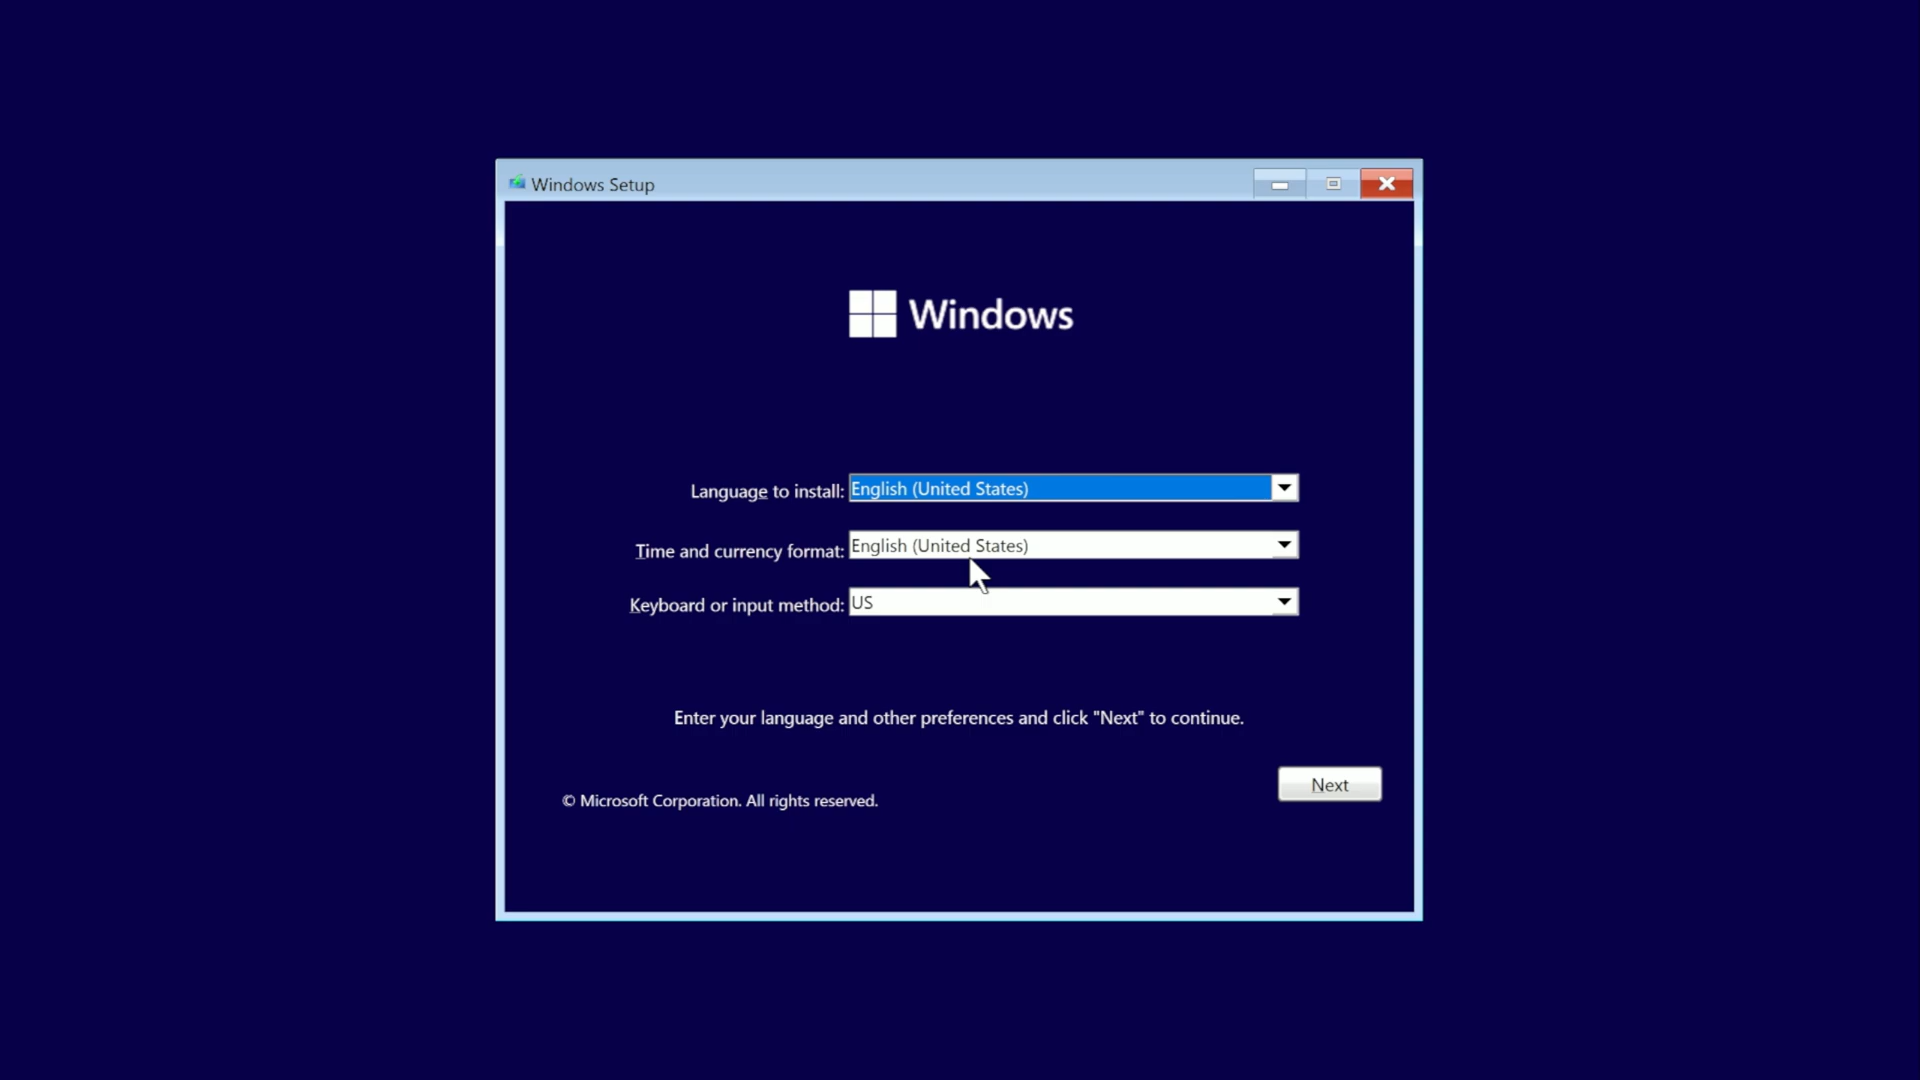 Windows Setup
Windows
Language to install: English (United States)
Time and currency format: English (United States)
Keyboard or input method: US
Enter your language and other preferences and click "Next" to continue.
Next
© Microsoft Corporation. All rights reserved.